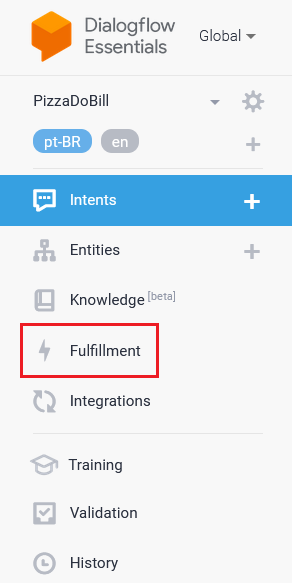 Dialogflow
Essentials
Global
PizzaDoBill
pt-BR en
Intents
Entities
Knowledge [beta]
Fulfillment
Integrations
Training
Validation
History